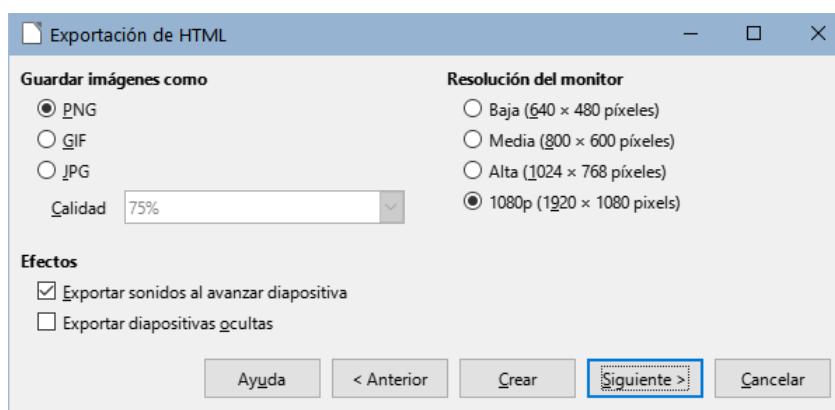 Exportación de HTML
Guardar imágenes como
PNG
GIF
JPG
Calidad 75%
Resolución del monitor
Baja (640 × 480 píxeles)
Media (800 × 600 píxeles)
Alta (1024 × 768 píxeles)
1080p (1920 × 1080 pixels)
Efectos
Exportar sonidos al avanzar diapositiva
Exportar diapositivas ocultas
Ayuda < Anterior Crear Siguiente > Cancelar